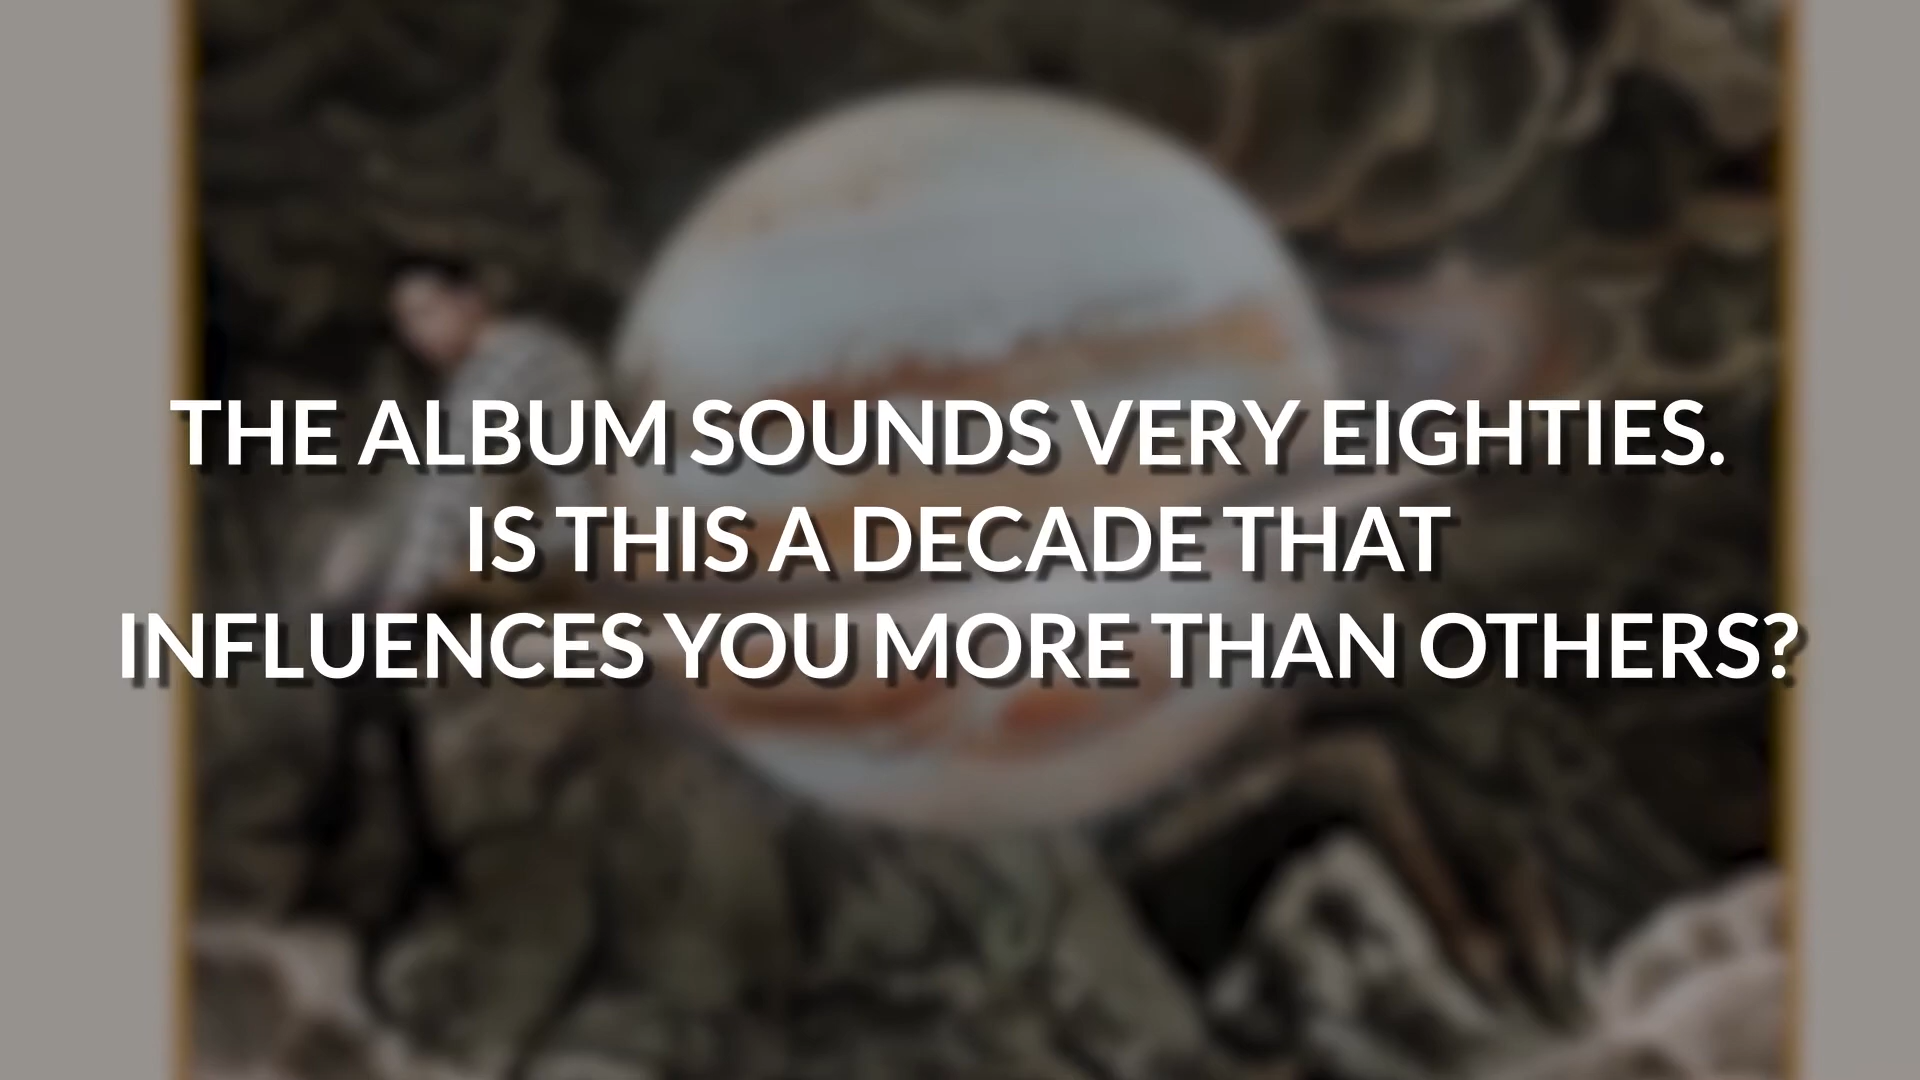 THE ALBUM SOUNDS VERY EIGHTIES.
IS THIS A DECADE THAT
INFLUENCES YOU MORE THAN OTHERS?